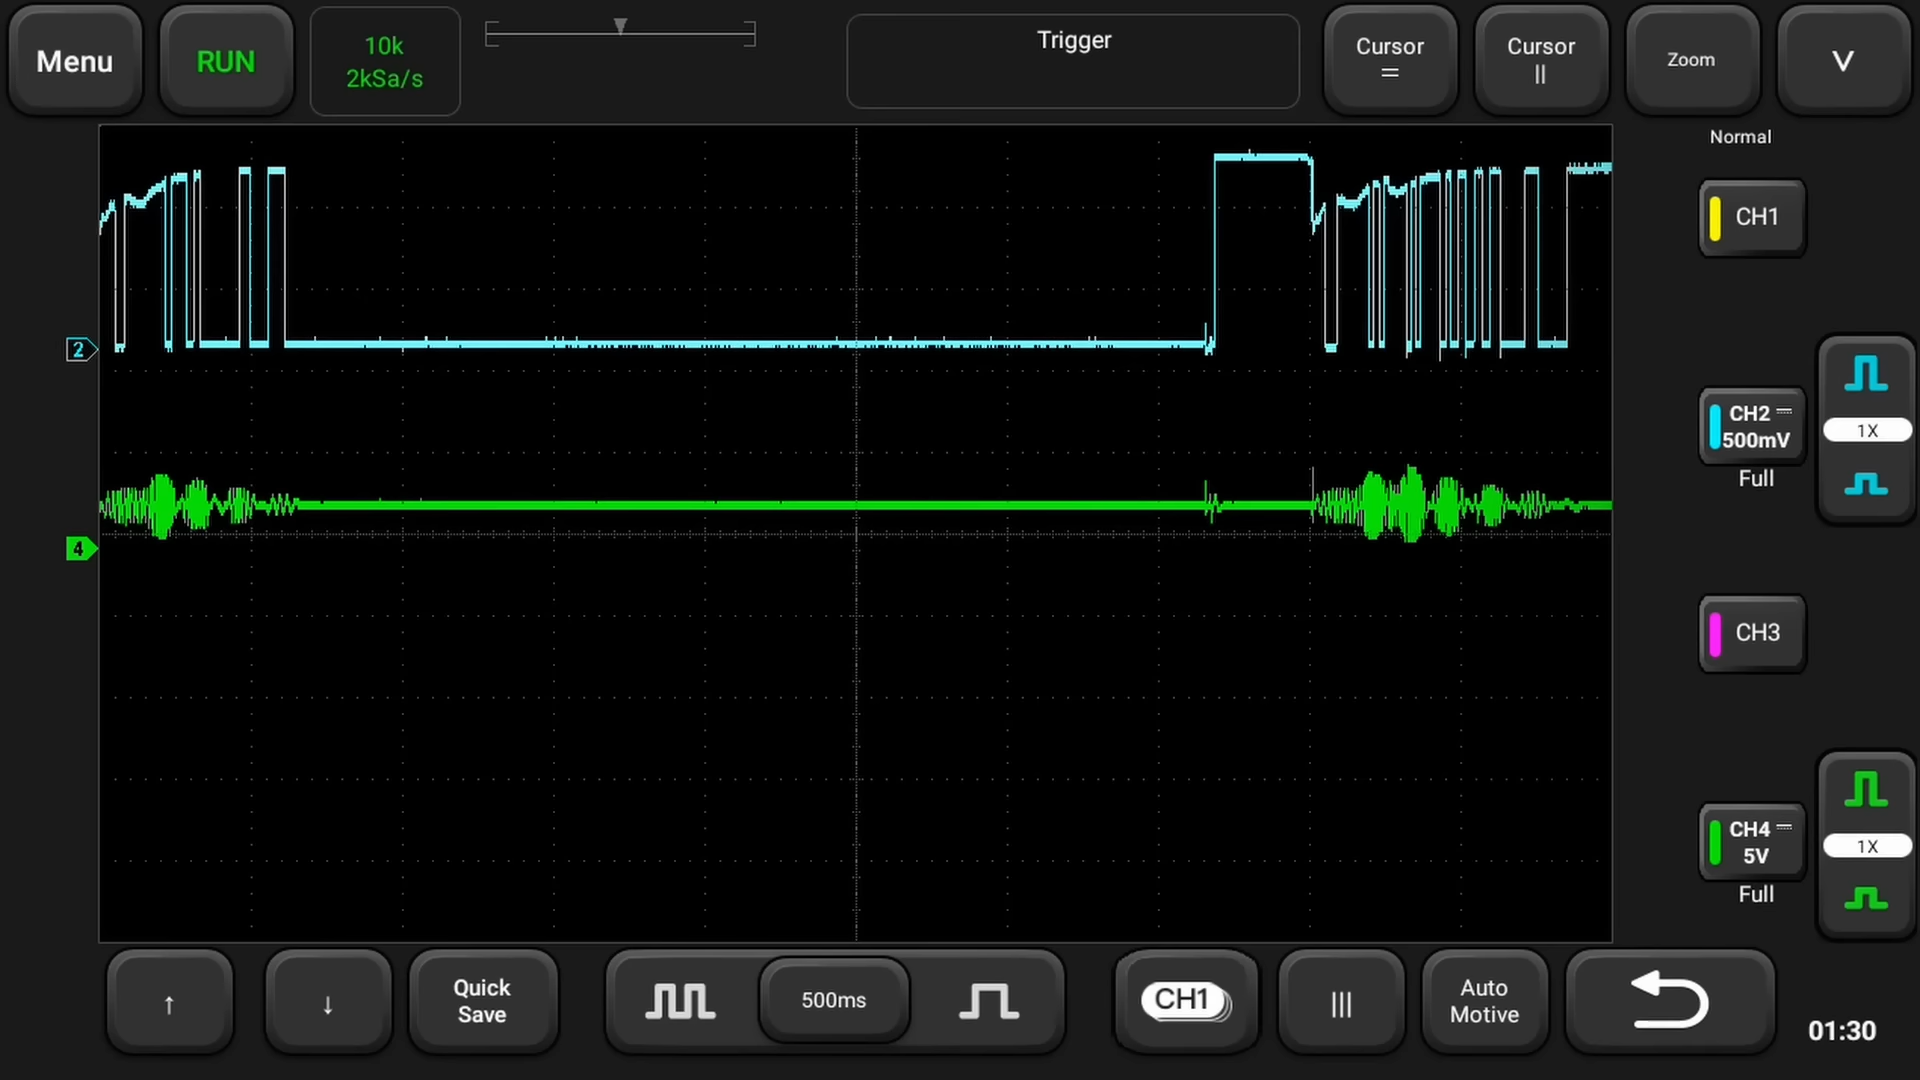 Menu
RUN
10k
2kSa/s
Trigger
Cursor
=
Cursor
||
Zoom
V
Normal
CH1
2
CH2
500mV
Full
1X
4
CH3
CH4
5V
Full
1X
↑
↓
Quick
Save
500ms
CH1
|||
Auto
Motive
01:30